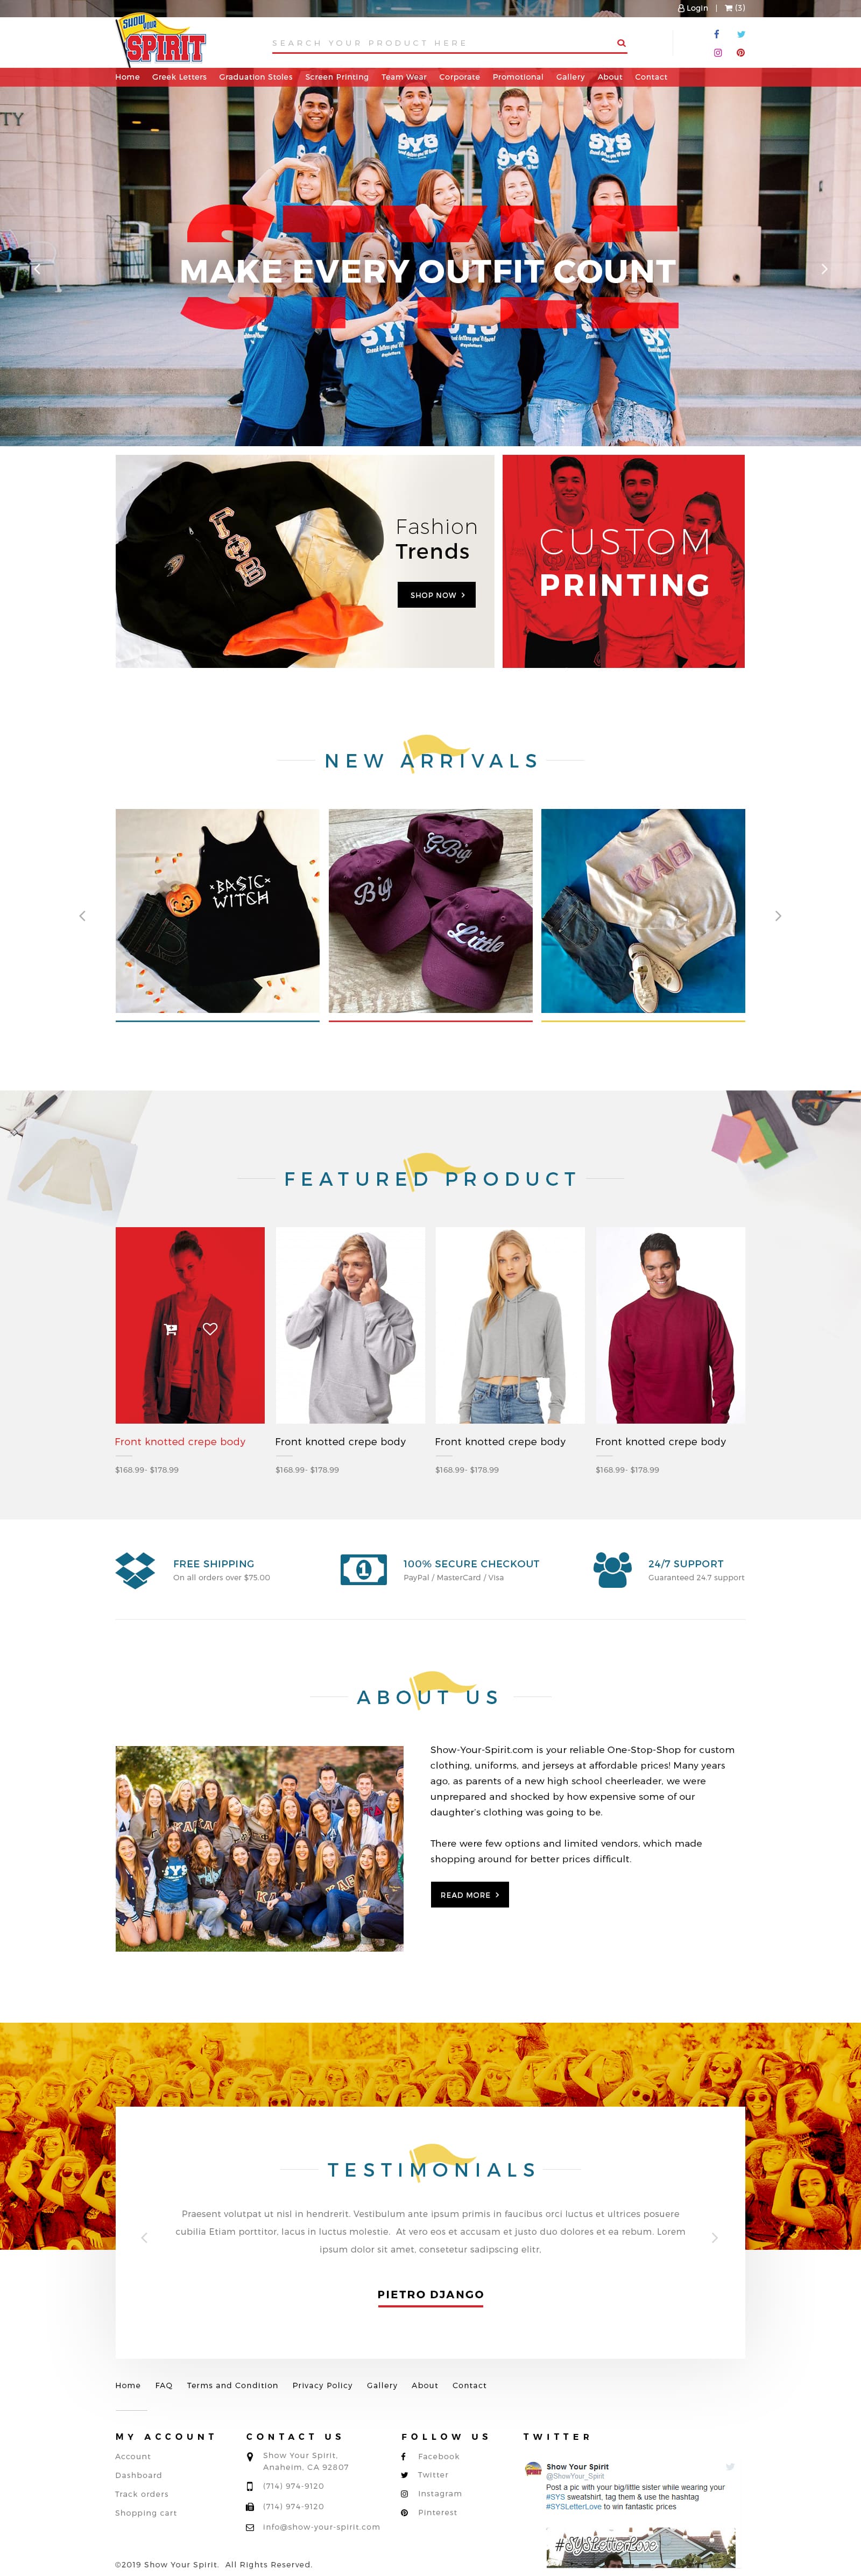 Login | (3)
SHOW YOUR
SPIRIT
SEARCH YOUR PRODUCT HERE
Home Greek Letters Graduation Stoles Screen Printing Team Wear Corporate Promotional Gallery About Contact
TY
SYS SYS SYS
STYLE
MAKE EVERY OUTFIT COUNT
SYS
Fashion
Trends
SHOP NOW
CUSTOM
PRINTING
NEW ARRIVALS
BASIC
WITCH
GBig
Big
Little
KAΘ
FEATURED PRODUCT
Front knotted crepe body Front knotted crepe body Front knotted crepe body Front knotted crepe body
$168.99- $178.99 $168.99- $178.99 $168.99- $178.99 $168.99- $178.99
FREE SHIPPING
On all orders over $75.00
100% SECURE CHECKOUT
PayPal / MasterCard / Visa
24/7 SUPPORT
Guaranteed 24.7 support
ABOUT US
Show-Your-Spirit.com is your reliable One-Stop-Shop for custom
clothing, uniforms, and jerseys at affordable prices! Many years
ago, as parents of a new high school cheerleader, we were
unprepared and shocked by how expensive some of our
daughter's clothing was going to be.
There were few options and limited vendors, which made
shopping around for better prices difficult.
READ MORE
SYS
TESTIMONIALS
Praesent volutpat ut nisl in hendrerit. Vestibulum ante ipsum primis in faucibus orci luctus et ultrices posuere
cubilia Etiam porttitor, lacus in luctus molestie. At vero eos et accusam et justo duo dolores et ea rebum. Lorem
ipsum dolor sit amet, consetetur sadipscing elitr,
PIETRO DJANGO
Home FAQ Terms and Condition Privacy Policy Gallery About Contact
MY ACCOUNT
Account
Dashboard
Track orders
Shopping cart
CONTACT US
Show Your Spirit,
Anaheim, CA 92807
(714) 974-9120
(714) 974-9120
info@show-your-spirit.com
FOLLOW US
Facebook
Twitter
Instagram
Pinterest
TWITTER
Show Your Spirit
@ShowYour_Spirit
Post a pic with your big/little sister while wearing your
#SYS sweatshirt, tag them & use the hashtag
#SYSLetterLove to win fantastic prices
#SYSLetterLove
©2019 Show Your Spirit. All Rights Reserved.